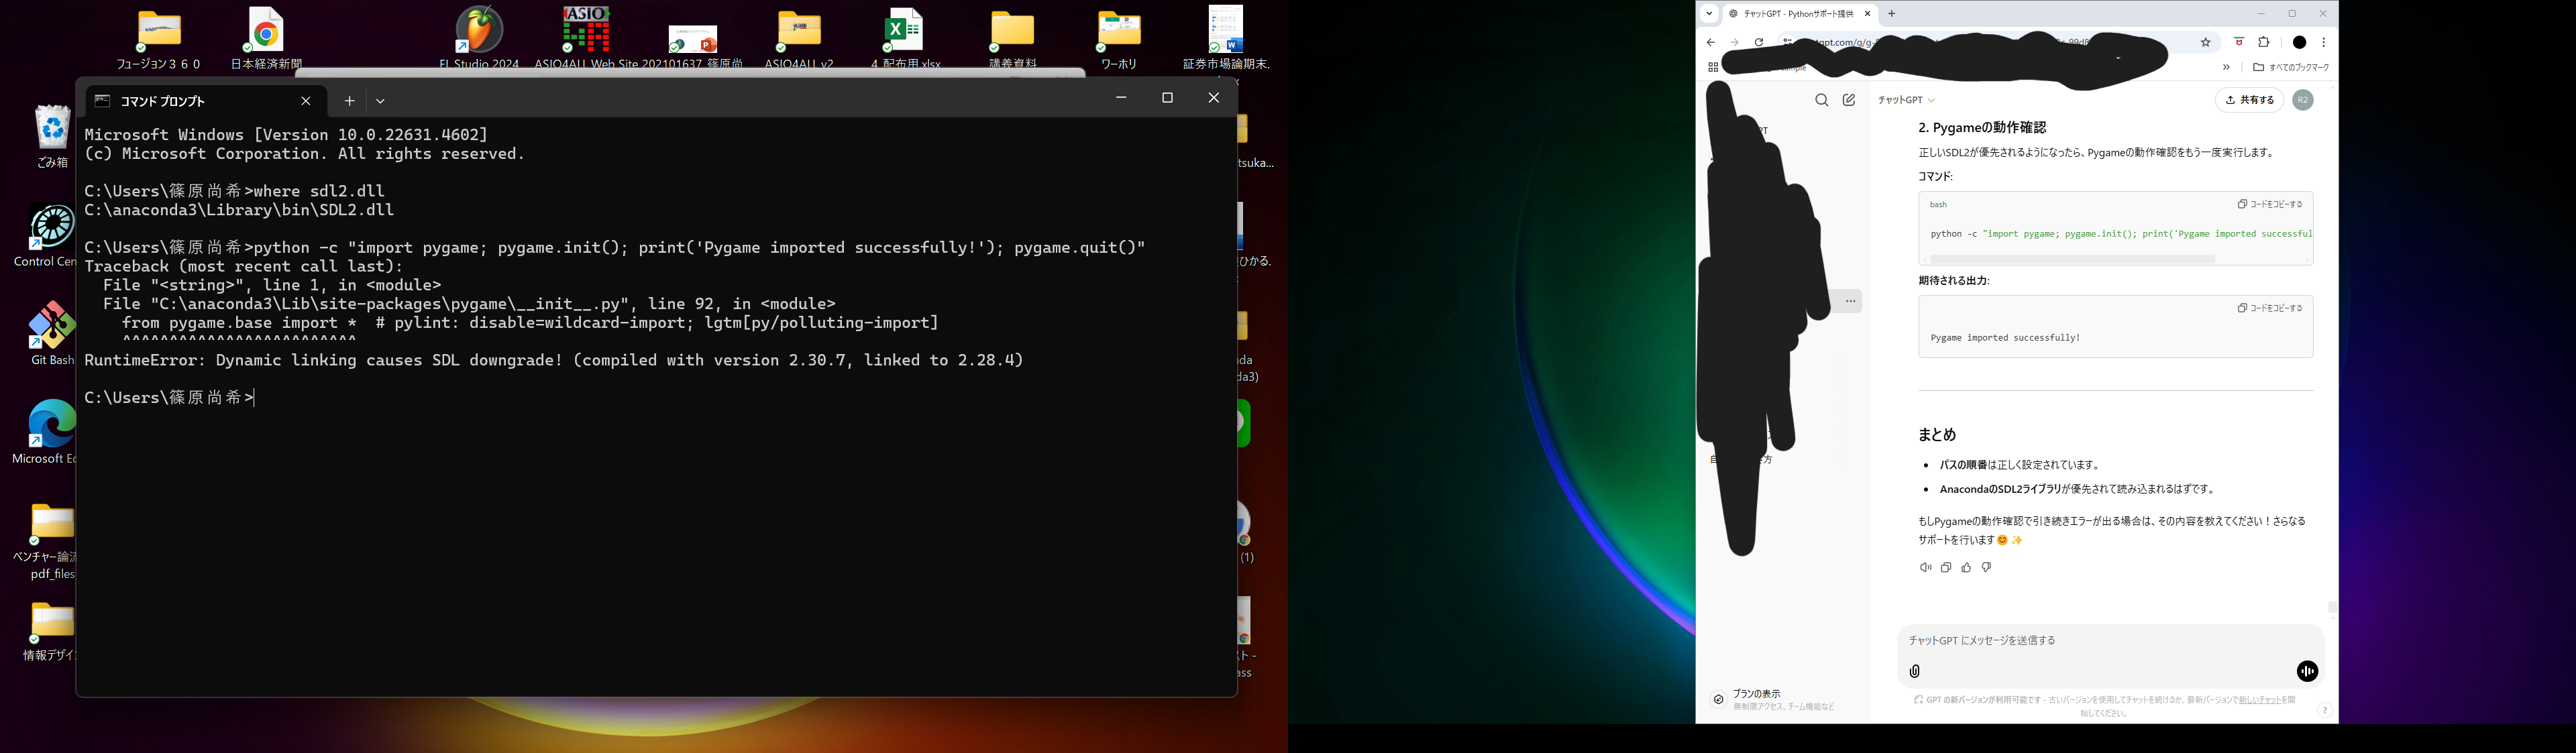 フュージョン３６０
日本経済新聞
FL Studio 2024
ASIO4ALL Web Site
202101637_篠原尚
ASIO4ALL v2
4_配布用.xlsx
講義資料
ワーホリ
証券市場論期末.
ごみ箱
Control Cen
Git Bash
Microsoft Ed
ベンチャー論
pdf_files
情報デザイ
tsuka...
ひかる.
da3)
(1)
ass
コマンド プロンプト
Microsoft Windows [Version 10.0.22631.4602]
(c) Microsoft Corporation. All rights reserved.
C:\Users\篠原尚希>where sdl2.dll
C:\anaconda3\Library\bin\SDL2.dll
C:\Users\篠原尚希>python -c "import pygame; pygame.init(); print('Pygame imported successfully!'); pygame.quit()"
Traceback (most recent call last):
File "<string>", line 1, in <module>
File "C:\anaconda3\Lib\site-packages\pygame\__init__.py", line 92, in <module>
from pygame.base import *  # pylint: disable=wildcard-import; lgtm[py/polluting-import]
^^^^^^^^^^^^^^^^^^^^^^^^^
RuntimeError: Dynamic linking causes SDL downgrade! (compiled with version 2.30.7, linked to 2.28.4)
C:\Users\篠原尚希>
チャットGPT - Pythonサポート提供
すべてのブックマーク
チャットGPT
共有する
R2
2. Pygameの動作確認
正しいSDL2が優先されるようになったら、Pygameの動作確認をもう一度実行します。
コマンド:
bash
コードをコピーする
python -c "import pygame; pygame.init(); print('Pygame imported successful
期待される出力:
コードをコピーする
Pygame imported successfully!
まとめ
パスの順番は正しく設定されています。
AnacondaのSDL2ライブラリが優先されて読み込まれるはずです。
もしPygameの動作確認で引き続きエラーが出る場合は、その内容を教えてください！さらなる
サポートを行います😊 ✨
チャットGPT にメッセージを送信する
プランの表示
無制限アクセス、チーム機能など
GPT の新バージョンが利用可能です - 古いバージョンを使用してチャットを続けるか、最新バージョンで新しいチャットを開
始してください。
?